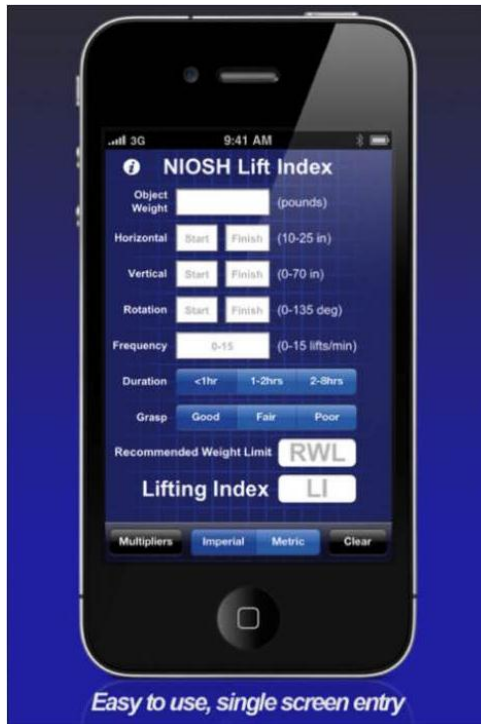 3G 9:41 AM
i NIOSH Lift Index
Object
Weight (pounds)
Horizontal Start Finish (10-25 in)
Vertical Start Finish (0-70 in)
Rotation Start Finish (0-135 deg)
Frequency 0-15 (0-15 lifts/min)
Duration <1hr 1-2hrs 2-8hrs
Grasp Good Fair Poor
Recommended Weight Limit RWL
Lifting Index LI
Multipliers Imperial Metric Clear
Easy to use, single screen entry